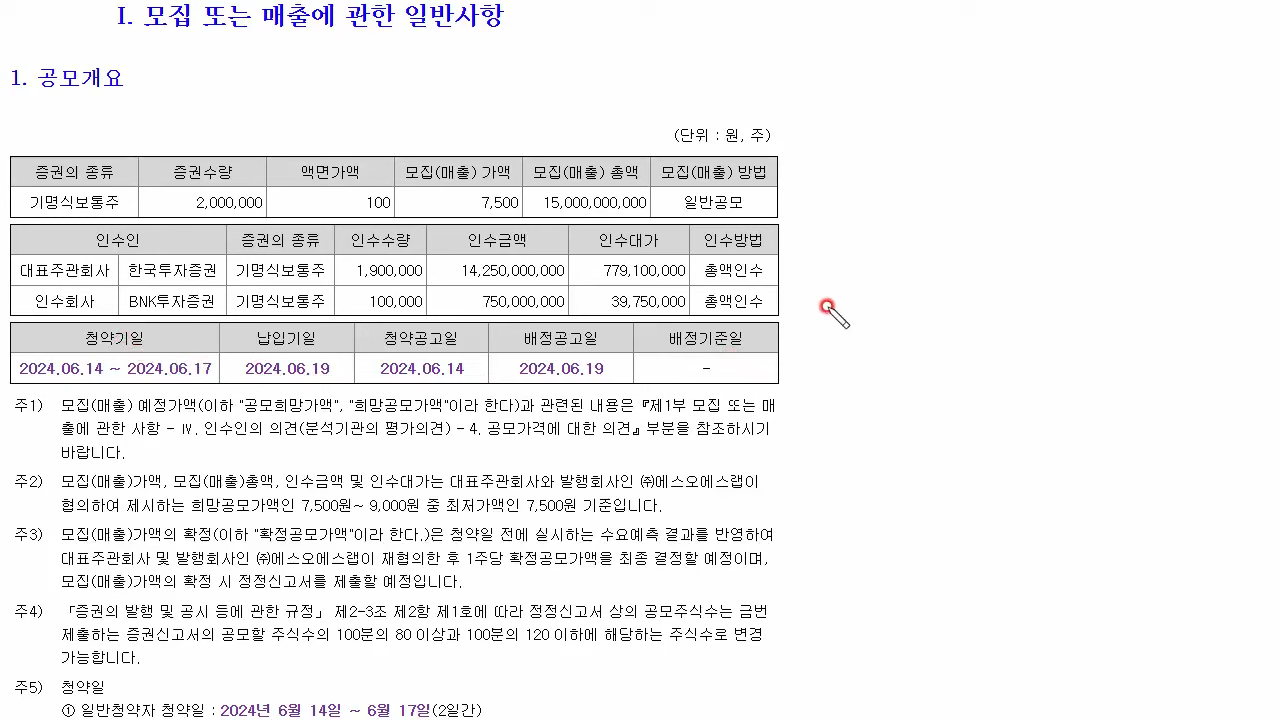 I. 모집 또는 매출에 관한 일반사항
1. 공모개요
(단위 : 원, 주)
증권의 종류 증권수량 액면가액 모집(매출) 가액 모집(매출) 총액 모집(매출) 방법
기명식보통주 2,000,000 100 7,500 15,000,000,000 일반공모
인수인 증권의 종류 인수수량 인수금액 인수대가 인수방법
대표주관회사 한국투자증권 기명식보통주 1,900,000 14,250,000,000 779,100,000 총액인수
인수회사 BNK투자증권 기명식보통주 100,000 750,000,000 39,750,000 총액인수
청약기일 납입기일 청약공고일 배정공고일 배정기준일
2024.06.14 ~ 2024.06.17 2024.06.19 2024.06.14 2024.06.19 -
주1) 모집(매출) 예정가액(이하 "공모희망가액", "희망공모가액"이라 한다)과 관련된 내용은 『제1부 모집 또는 매
출에 관한 사항 - Ⅳ. 인수인의 의견(분석기관의 평가의견) - 4. 공모가격에 대한 의견』 부분을 참조하시기
바랍니다.
주2) 모집(매출)가액, 모집(매출)총액, 인수금액 및 인수대가는 대표주관회사와 발행회사인 ㈜에스오에스랩이
협의하여 제시하는 희망공모가액인 7,500원~ 9,000원 중 최저가액인 7,500원 기준입니다.
주3) 모집(매출)가액의 확정(이하 "확정공모가액"이라 한다.)은 청약일 전에 실시하는 수요예측 결과를 반영하여
대표주관회사 및 발행회사인 ㈜에스오에스랩이 재협의한 후 1주당 확정공모가액을 최종 결정할 예정이며,
모집(매출)가액의 확정 시 정정신고서를 제출할 예정입니다.
주4) 「증권의 발행 및 공시 등에 관한 규정」 제2-3조 제2항 제1호에 따라 정정신고서 상의 공모주식수는 금번
제출하는 증권신고서의 공모할 주식수의 100분의 80 이상과 100분의 120 이하에 해당하는 주식수로 변경
가능합니다.
주5) 청약일
① 일반청약자 청약일 : 2024년 6월 14일 ~ 6월 17일(2일간)